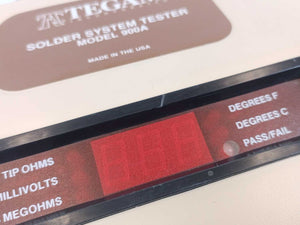 TEGAM
SOLDER SYSTEM TESTER
MODEL 900A
MADE IN THE USA
DEGREES F
DEGREES C
PASS/FAIL
TIP OHMS
MILLIVOLTS
MEGOHMS